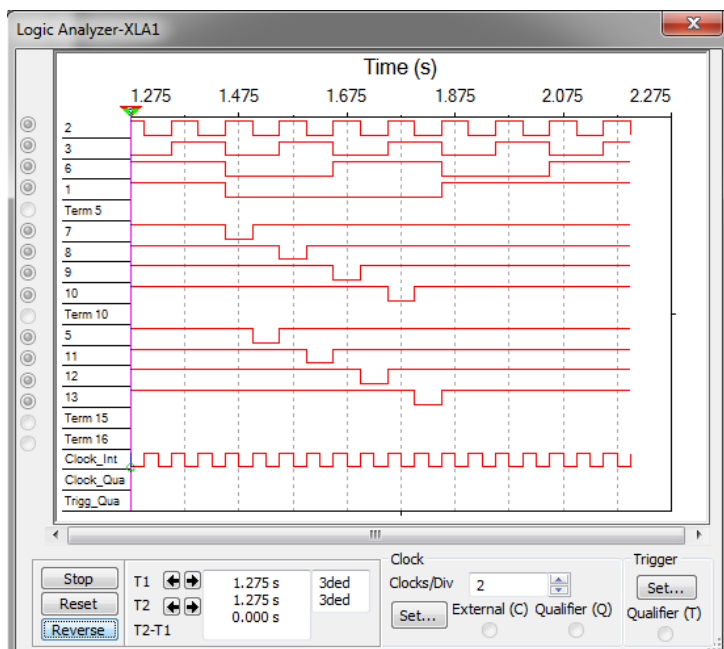 Logic Analyzer-XLA1
x
Time (s)
1.275 1.475 1.675 1.875 2.075 2.275
2
3
6
1
Term 5
7
8
9
10
Term 10
5
11
12
13
Term 15
Term 16
Clock_Int
Clock_Qua
Trigg_Qua
Stop
Reset
Reverse
T1 1.275 s 3ded
T2 1.275 s 3ded
T2-T1 0.000 s
Clock
Clocks/Div 2
Set... External (C) Qualifier (Q)
Trigger
Set...
Qualifier (T)